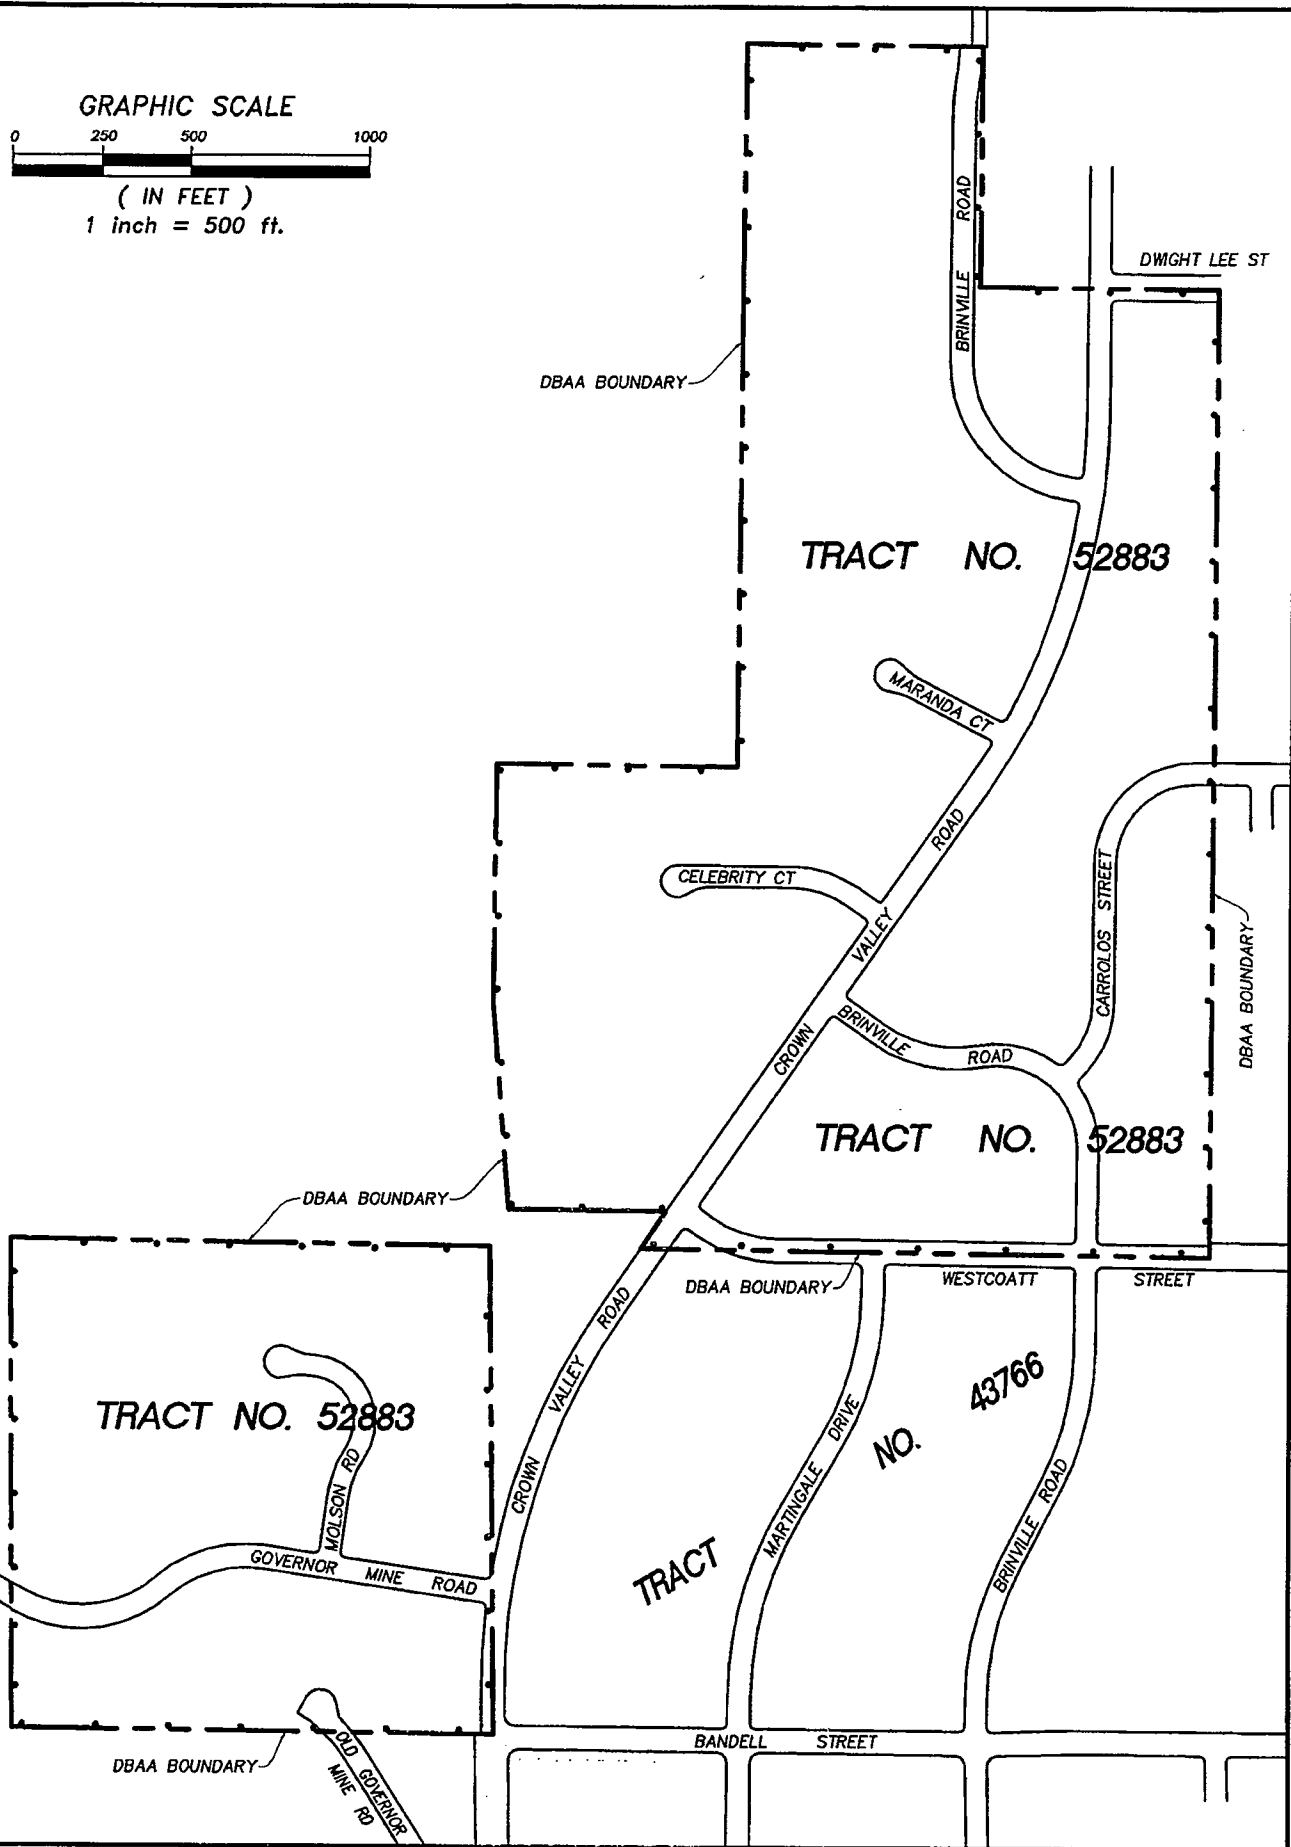 GRAPHIC SCALE
0 250 500 1000
( IN FEET )
1 inch = 500 ft.
BRINVILLE ROAD
DWIGHT LEE ST
DBAA BOUNDARY
TRACT NO. 52883
MARANDA CT
CELEBRITY CT
CROWN VALLEY ROAD
CARROLOS STREET
DBAA BOUNDARY
BRINVILLE ROAD
TRACT NO. 52883
DBAA BOUNDARY
DBAA BOUNDARY
WESTCOATT STREET
CROWN VALLEY ROAD
TRACT NO. 52883
MOLSON RD
GOVERNOR MINE ROAD
TRACT NO. 43766
MARTINGALE DRIVE
BRINVILLE ROAD
BANDELL STREET
DBAA BOUNDARY
OLD GOVERNOR
MINE RD